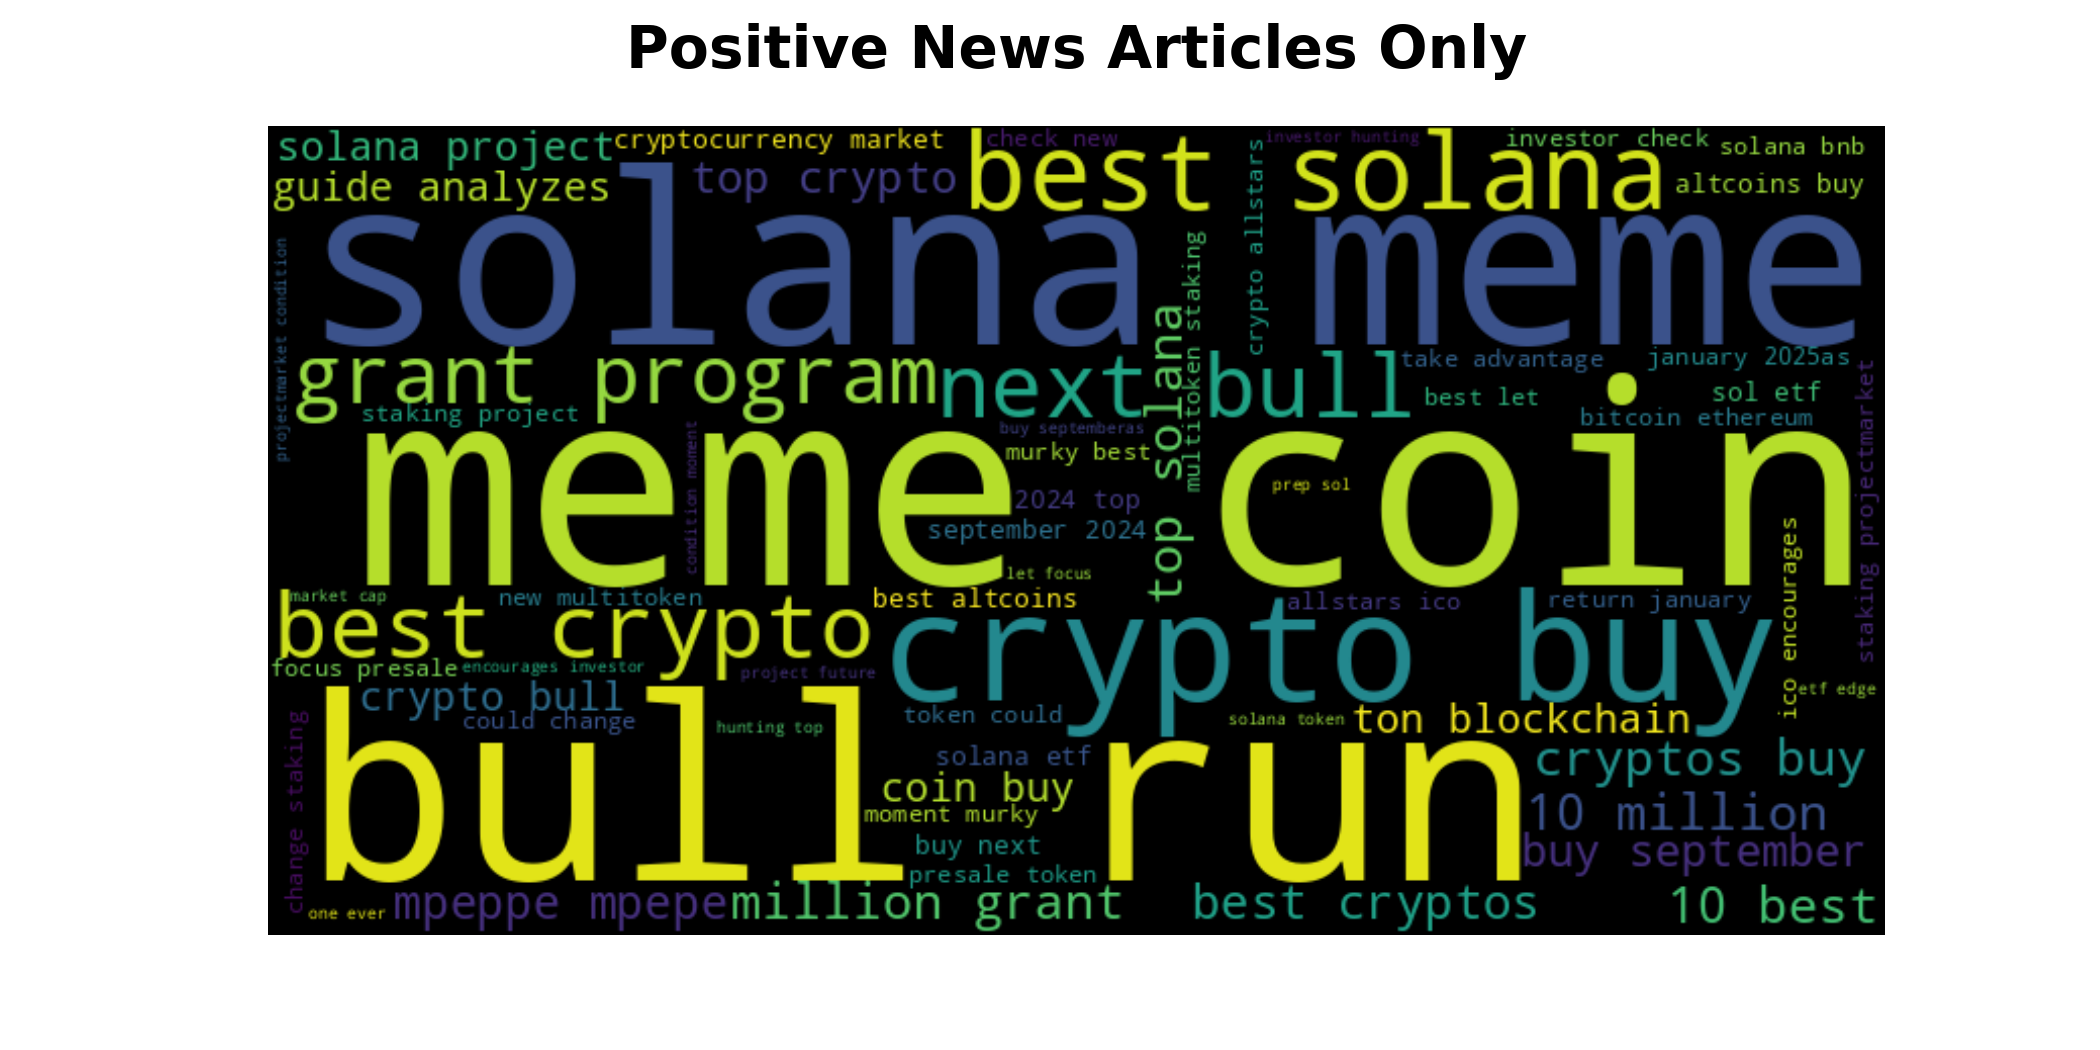 Positive News Articles Only
solana project
cryptocurrency market
check new
best solana
investor hunting
investor check
solana bnb
guide analyzes
top crypto
altcoins buy
crypto allstars
solana meme
projectmarket condition
multitoken staking
top solana
grant program
next bull
take advantage
january 2025as
staking project
best let
sol etf
bitcoin ethereum
staking projectmarket
condition moment
buy septemberas
murky best
meme coin
prep sol
2024 top
september 2024
let focus
ico encourages
market cap
new multitoken
best altcoins
allstars ico
return january
best crypto
crypto buy
focus presale
encourages investor
project future
etf edge
crypto bull
could change
hunting top
token could
solana token
ton blockchain
change staking
bull run
solana etf
cryptos buy
coin buy
moment murky
10 million
buy next
buy september
presale token
one ever
mpeppe mpepe
million grant
best cryptos
10 best